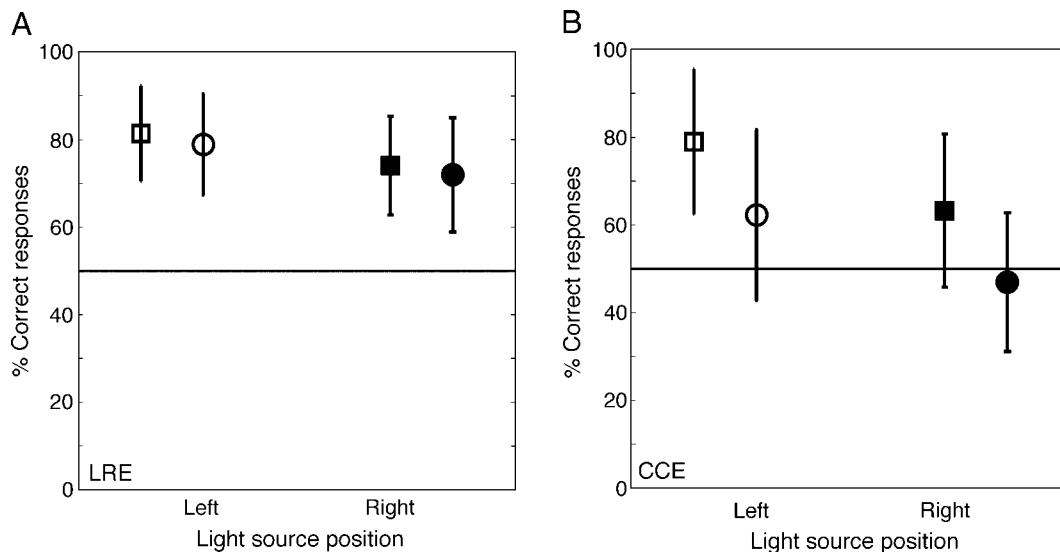 A
% Correct responses
100
80
60
40
20
0
LRE
Left
Right
Light source position
B
% Correct responses
100
80
60
40
20
0
CCE
Left
Right
Light source position